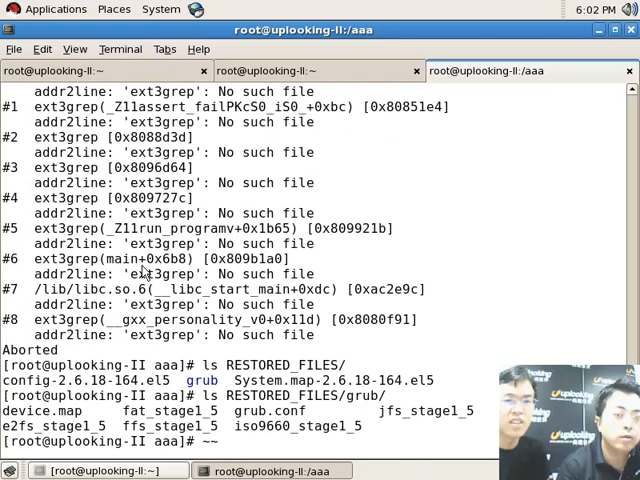 Applications Places System 6:02 PM
root@uplooking-II:/aaa
File Edit View Terminal Tabs Help
root@uplooking-II:~ root@uplooking-II:~ root@uplooking-II:/aaa
addr2line: 'ext3grep': No such file
#1 ext3grep(_Z11assert_failPKcS0_iS0_+0xbc) [0x80851e4]
addr2line: 'ext3grep': No such file
#2 ext3grep [0x8088d3d]
addr2line: 'ext3grep': No such file
#3 ext3grep [0x8096d64]
addr2line: 'ext3grep': No such file
#4 ext3grep [0x809727c]
addr2line: 'ext3grep': No such file
#5 ext3grep(_Z11run_programv+0x1b65) [0x809921b]
addr2line: 'ext3grep': No such file
#6 ext3grep(main+0x6b8) [0x809b1a0]
addr2line: 'ext3grep': No such file
#7 /lib/libc.so.6(__libc_start_main+0xdc) [0xac2e9c]
addr2line: 'ext3grep': No such file
#8 ext3grep(__gxx_personality_v0+0x11d) [0x8080f91]
addr2line: 'ext3grep': No such file
Aborted
[root@uplooking-II aaa]# ls RESTORED_FILES/
config-2.6.18-164.el5 grub System.map-2.6.18-164.el5
[root@uplooking-II aaa]# ls RESTORED_FILES/grub/
device.map fat_stage1_5 grub.conf jfs_stage1_5
e2fs_stage1_5 ffs_stage1_5 iso9660_stage1_5
[root@uplooking-II aaa]# ~~
[root@uplooking-II:~] root@uplooking-II:/aaa
uplooking